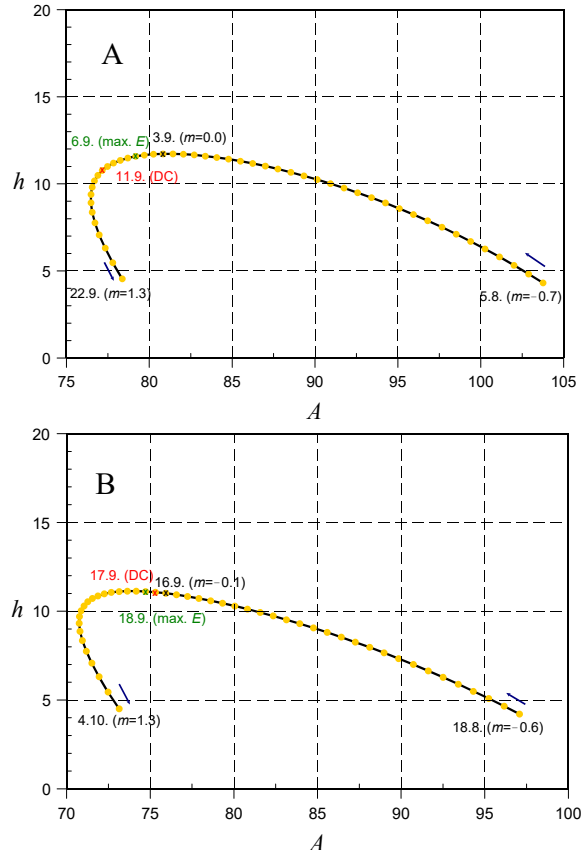 20
A
15
6.9. (max. E)
3.9. (m=0.0)
h
10
11.9. (DC)
5
22.9. (m=1.3)
5.8. (m=−0.7)
0
75 80 85 90 95 100 105
A
20
B
15
17.9. (DC)
16.9. (m=−0.1)
h
10
18.9. (max. E)
5
4.10. (m=1.3)
18.8. (m=−0.6)
0
70 75 80 85 90 95 100
A